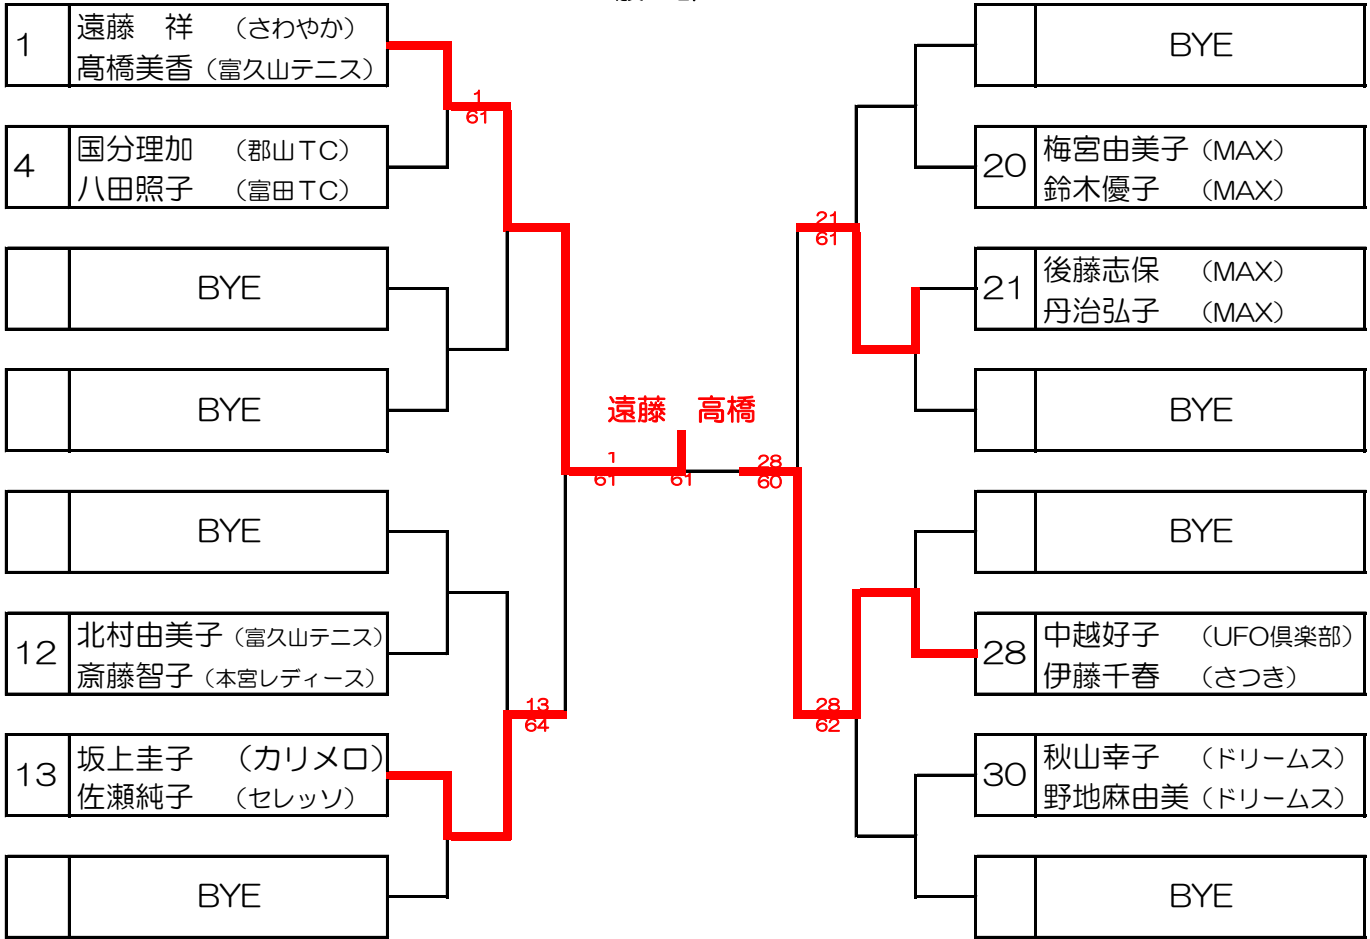 1
遠藤　祥　（さわやか）
髙橋美香（富久山テニス）
1
61
4
国分理加　（郡山ＴＣ）
八田照子　（富田ＴＣ）
BYE
BYE
BYE
12
北村由美子（富久山テニス）
斎藤智子（本宮レディース）
13
64
13
坂上圭子　（カリメロ）
佐瀬純子　（セレッソ）
BYE
遠藤　高橋
1
61
61
28
60
BYE
20
梅宮由美子（MAX）
鈴木優子　（MAX）
21
61
21
後藤志保　（MAX）
丹治弘子　（MAX）
BYE
BYE
28
中越好子　（UFO倶楽部）
伊藤千春　（さつき）
28
62
30
秋山幸子　（ドリームス）
野地麻由美（ドリームス）
BYE